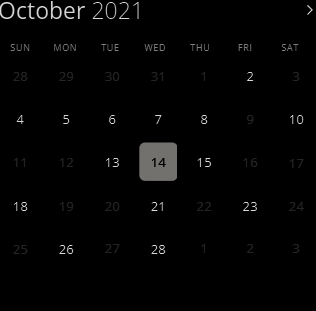 October 2021
SUN MON TUE WED THU FRI SAT
28 29 30 31 1 2 3
4 5 6 7 8 9 10
11 12 13 14 15 16 17
18 19 20 21 22 23 24
25 26 27 28 1 2 3